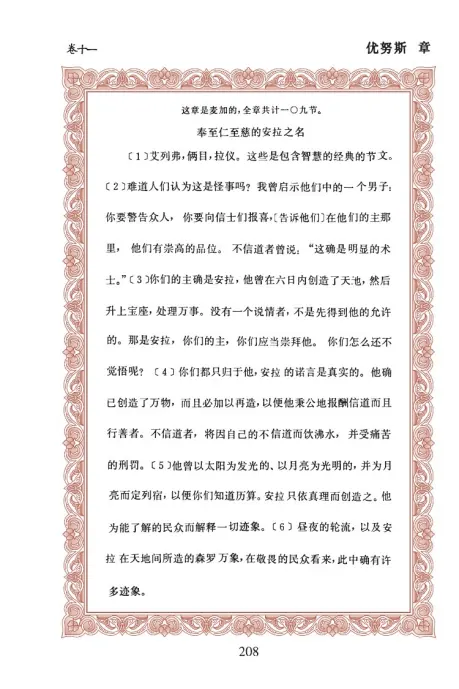 卷十一
优努斯 章
这章是麦加的，全章共计一〇九节。
奉至仁至慈的安拉之名
〔1〕艾列弗，俩目，拉仪。这些是包含智慧的经典的节文。
〔2〕难道人们认为这是怪事吗？我曾启示他们中的一个男子：
你要警告众人，你要向信士们报喜，〔告诉他们〕在他们的主那
里，他们有崇高的品位。不信道者曾说：“这确是明显的术
士。”〔3〕你们的主确是安拉，他曾在六日内创造了天池，然后
升上宝座，处理万事。没有一个说情者，不是先得到他的允许
的。那是安拉，你们的主，你们应当崇拜他。你们怎么还不
觉悟呢？〔4〕你们都只归于他，安拉的诺言是真实的。他确
已创造了万物，而且必加以再造，以便他秉公地报酬信道而且
行善者。不信道者，将因自己的不信道而饮沸水，并受痛苦
的刑罚。〔5〕他曾以太阳为发光的、以月亮为光明的，并为月
亮而定列宿，以便你们知道历算。安拉只依真理而创造之。他
为能了解的民众而解释一切迹象。〔6〕昼夜的轮流，以及安
拉在天地间所造的森罗万象，在敬畏的民众看来，此中确有许
多迹象。
208